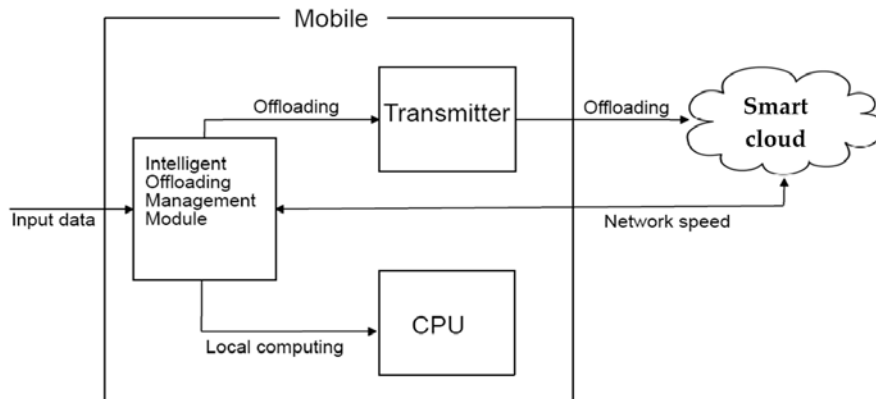 Mobile
Offloading
Transmitter
Offloading
Smart
cloud
Intelligent
Offloading
Management
Module
Input data
Network speed
CPU
Local computing